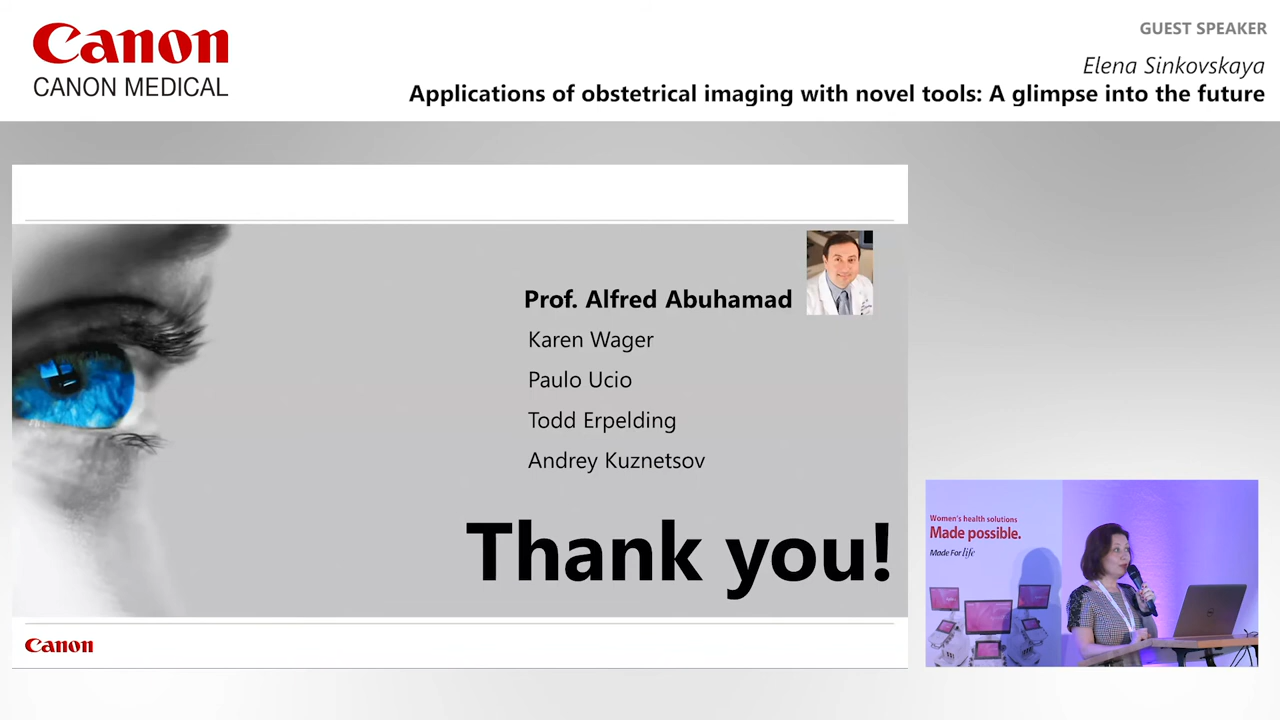 Canon
CANON MEDICAL
GUEST SPEAKER
Elena Sinkovskaya
Applications of obstetrical imaging with novel tools: A glimpse into the future
Prof. Alfred Abuhamad
Karen Wager
Paulo Ucio
Todd Erpelding
Andrey Kuznetsov
Thank you!
Canon
Women's health solutions
Made possible.
Made For life